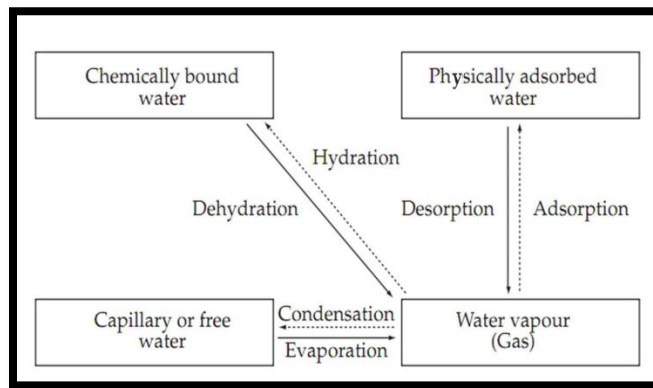 Chemically bound
water
Physically adsorbed
water
Hydration
Dehydration
Desorption
Adsorption
Capillary or free
water
Condensation
Evaporation
Water vapour
(Gas)